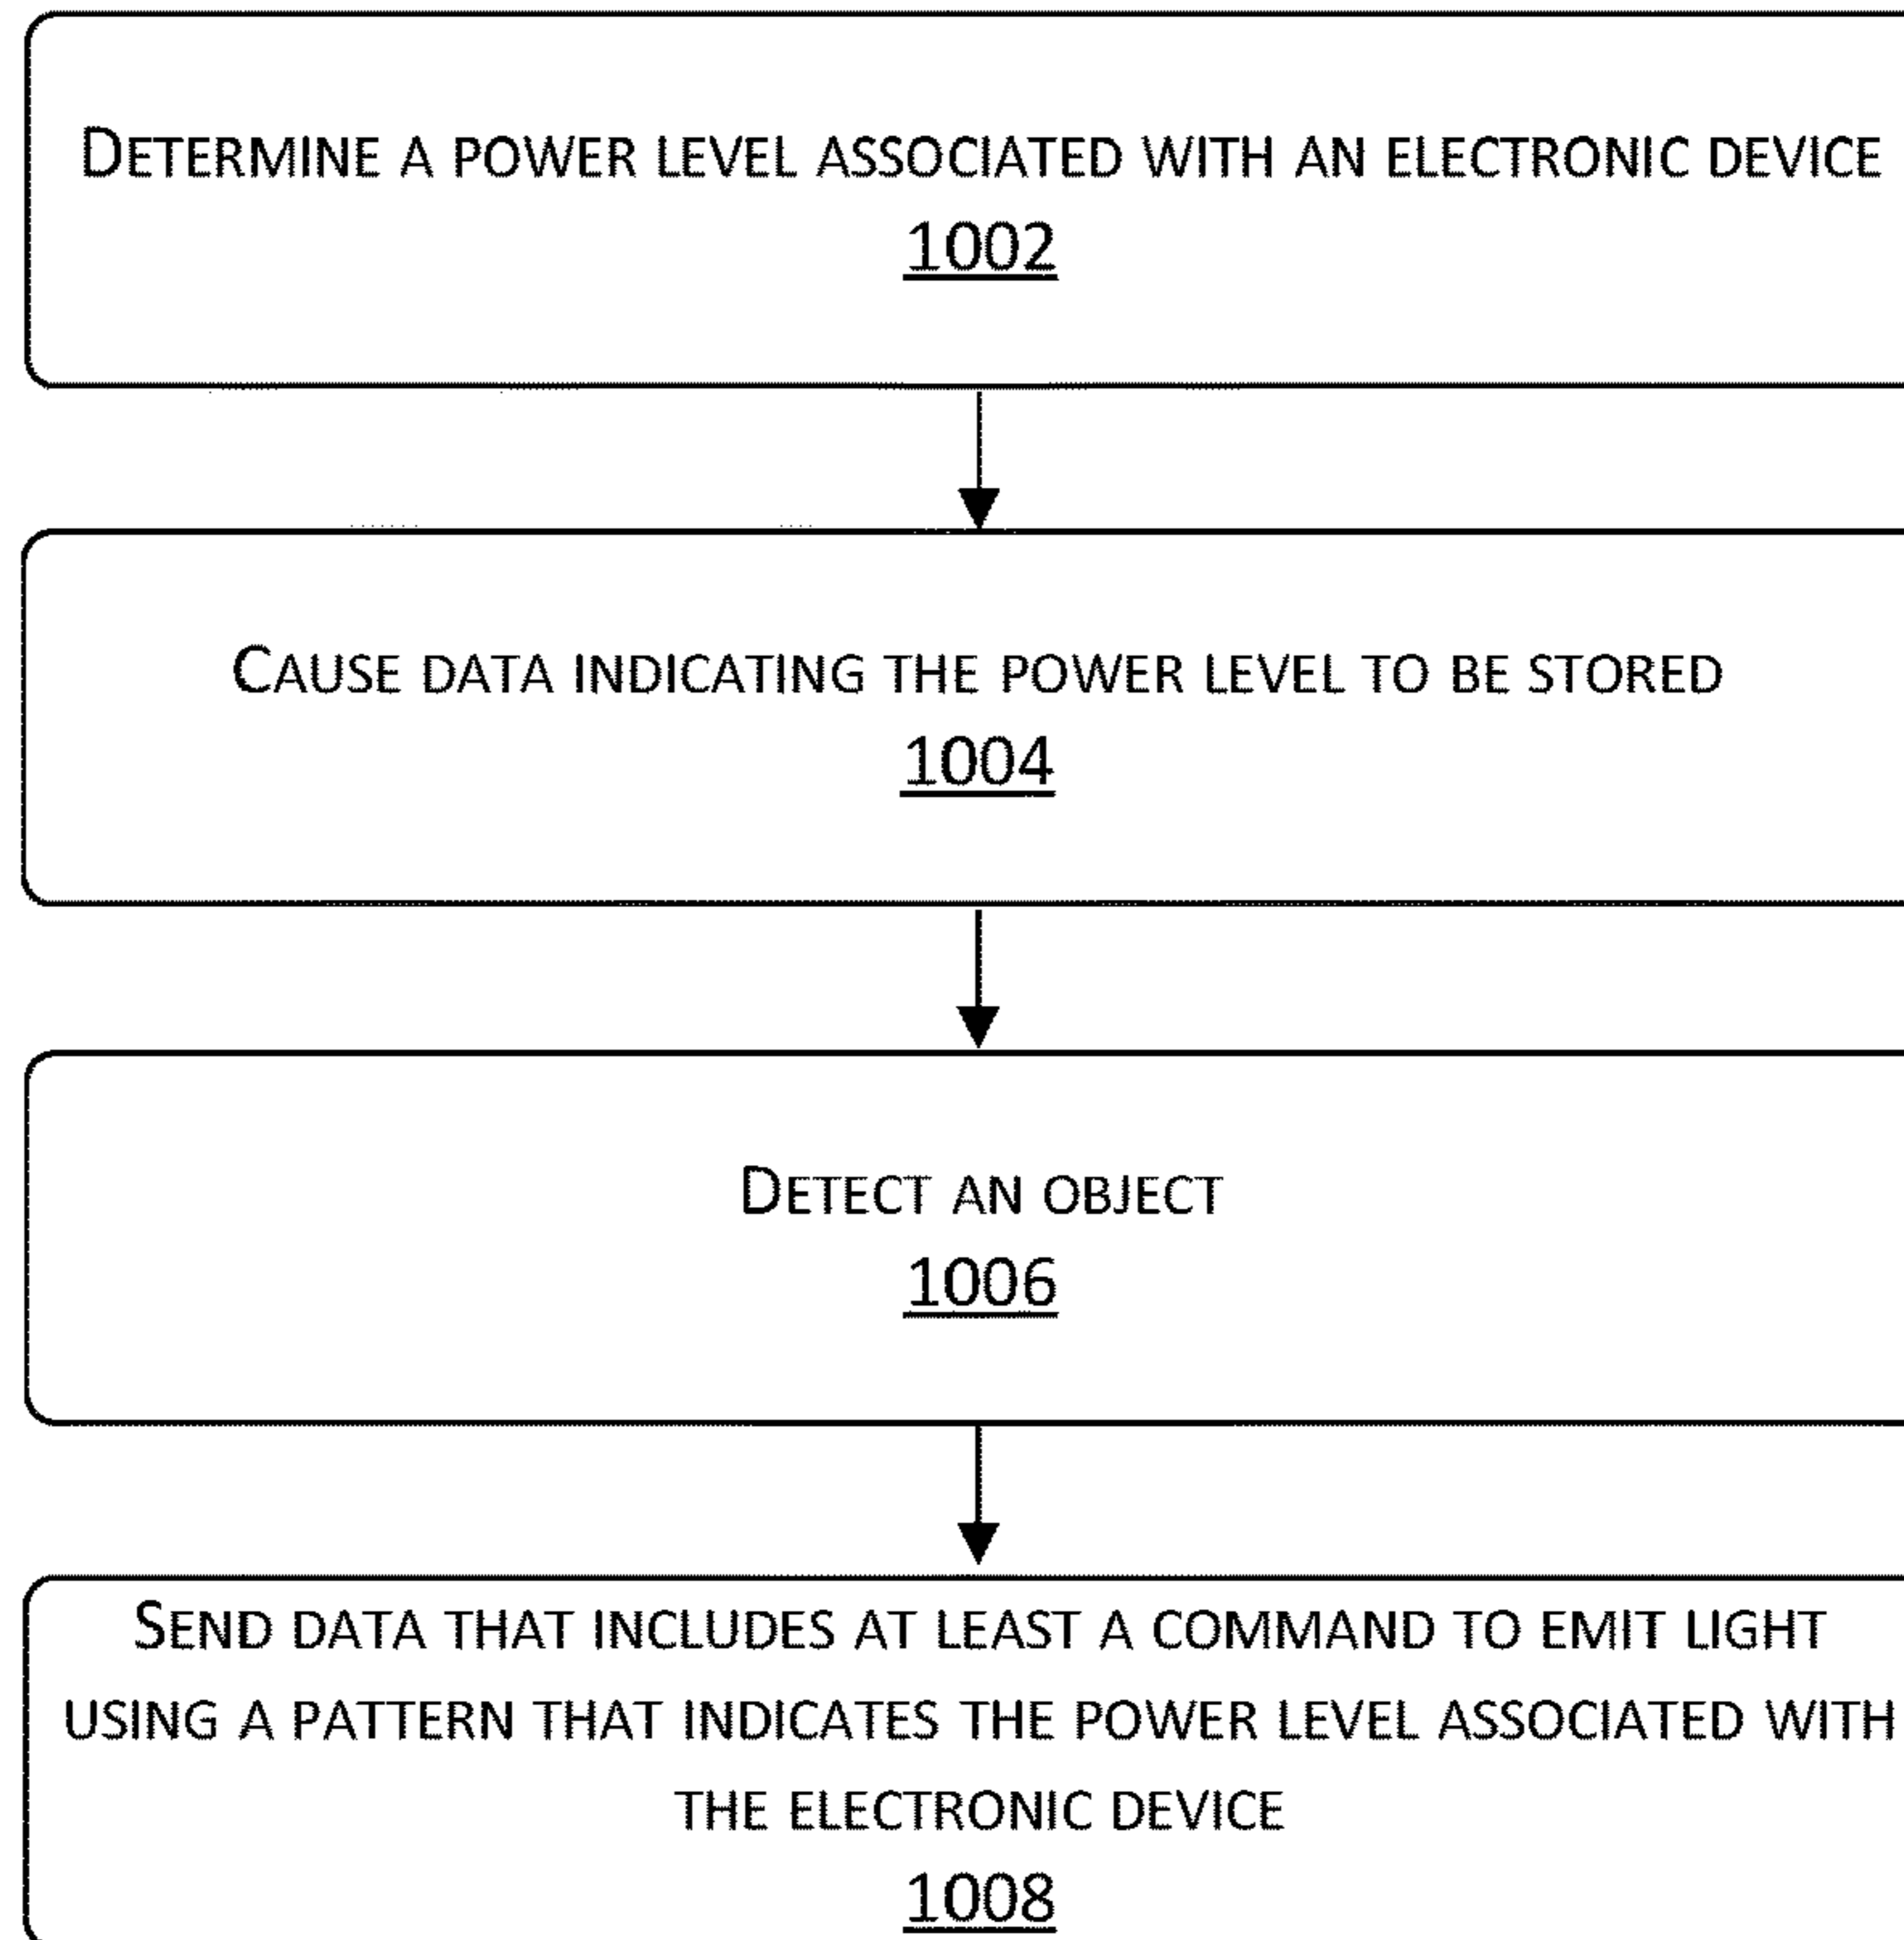 DETERMINE A POWER LEVEL ASSOCIATED WITH AN ELECTRONIC DEVICE
1002
CAUSE DATA INDICATING THE POWER LEVEL TO BE STORED
1004
DETECT AN OBJECT
1006
SEND DATA THAT INCLUDES AT LEAST A COMMAND TO EMIT LIGHT
USING A PATTERN THAT INDICATES THE POWER LEVEL ASSOCIATED WITH
THE ELECTRONIC DEVICE
1008